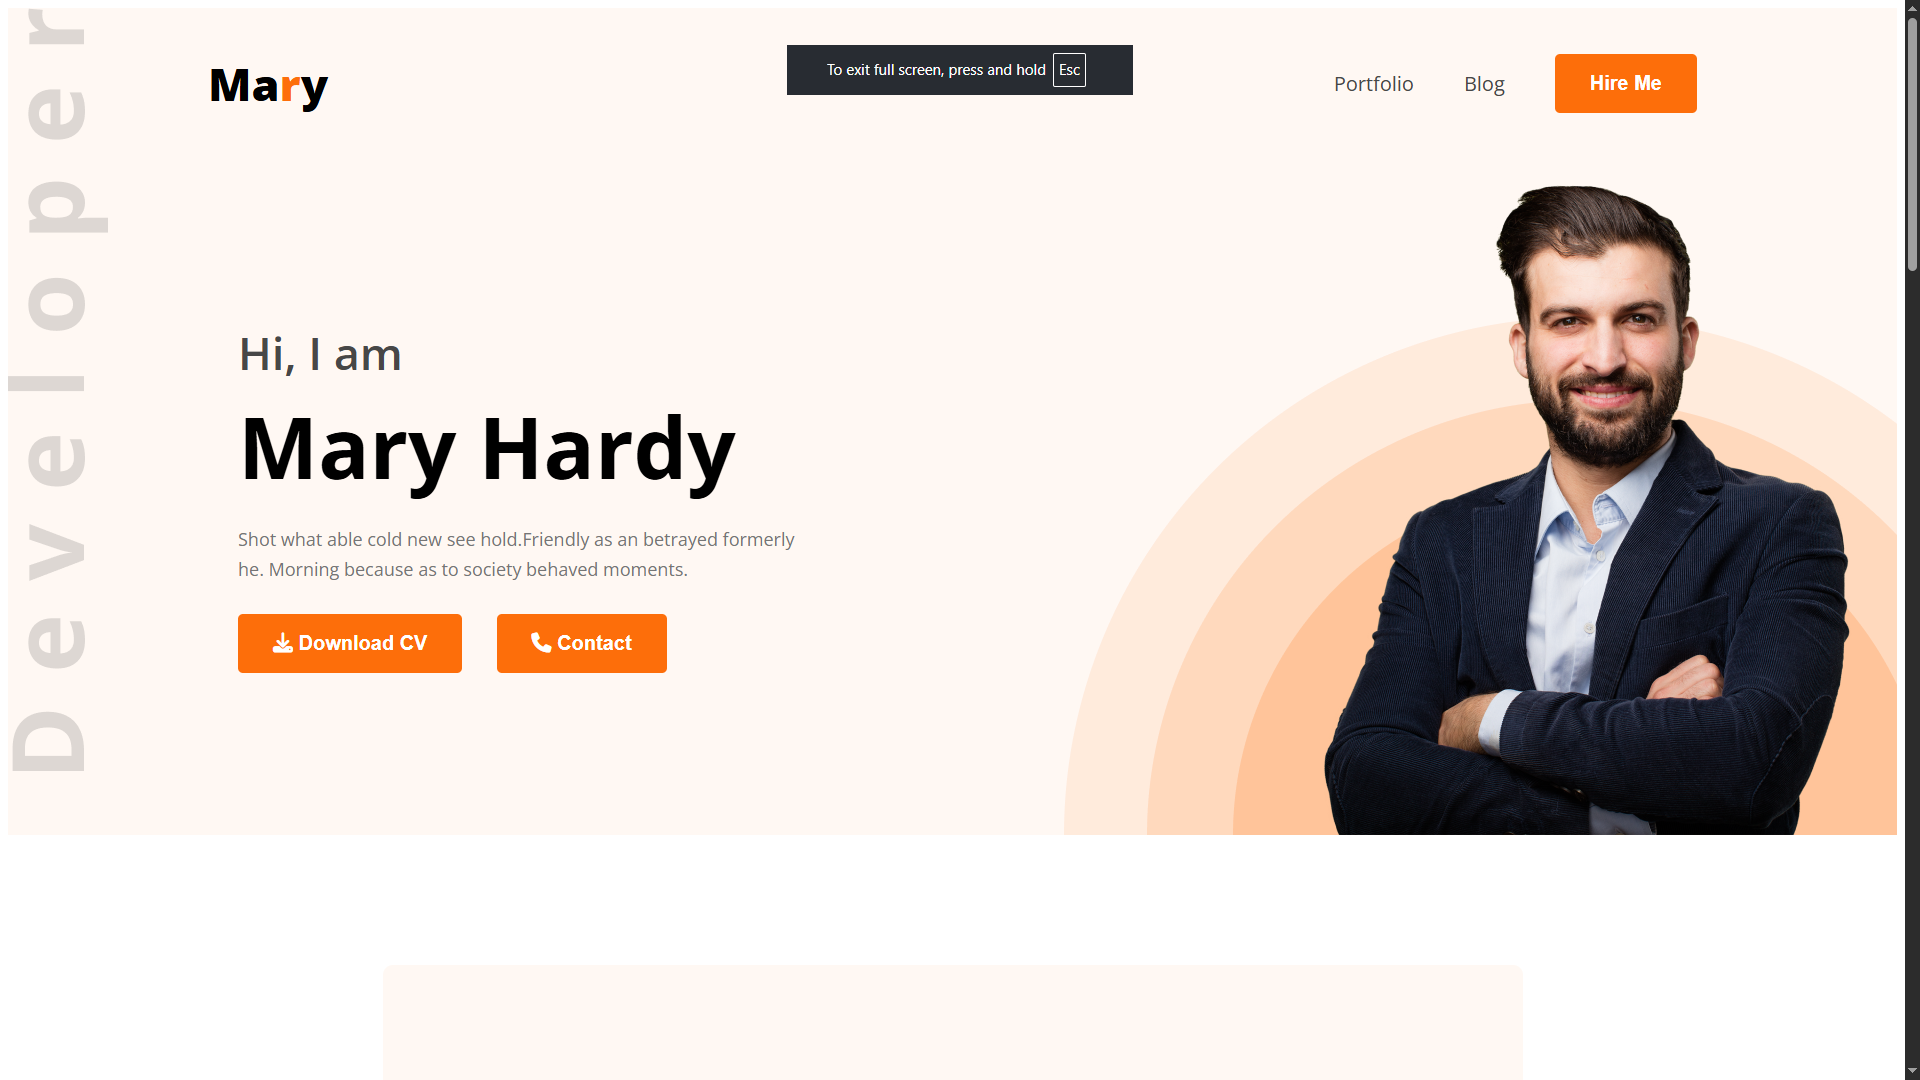 Developer
Mary
To exit full screen, press and hold Esc
Portfolio
Blog
Hire Me
Hi, I am
Mary Hardy
Shot what able cold new see hold.Friendly as an betrayed formerly
he. Morning because as to society behaved moments.
Download CV
Contact